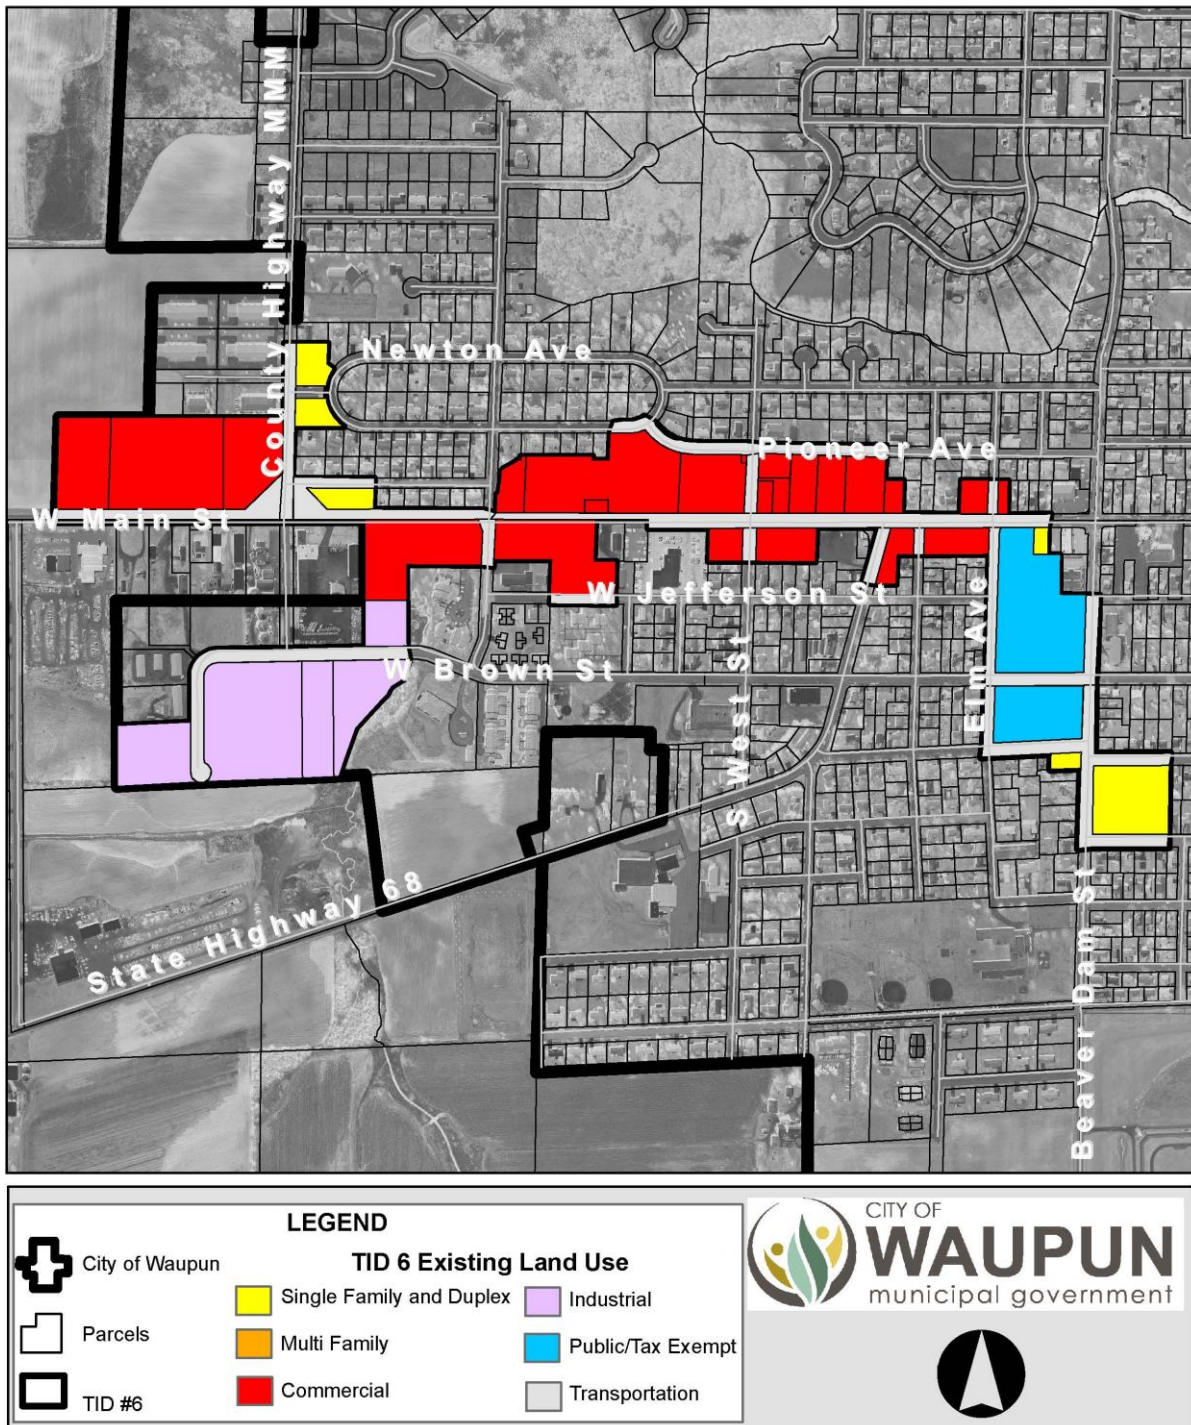 County Highway MMM
Newton Ave
Pioneer Ave
W Main St
W Jefferson St
Elm Ave
W Brown St
S West St
State Highway 68
Beaver Dam St
LEGEND
City of Waupun
Parcels
TID #6
TID 6 Existing Land Use
Single Family and Duplex
Industrial
Multi Family
Public/Tax Exempt
Commercial
Transportation
CITY OF
WAUPUN
municipal government